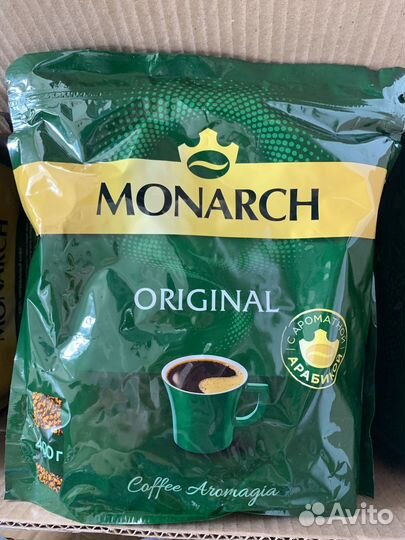 MONARCH
ORIGINAL
С АРОМАТНОЙ
АРАБИКОЙ
400 г
Coffee Aromagia
Avito